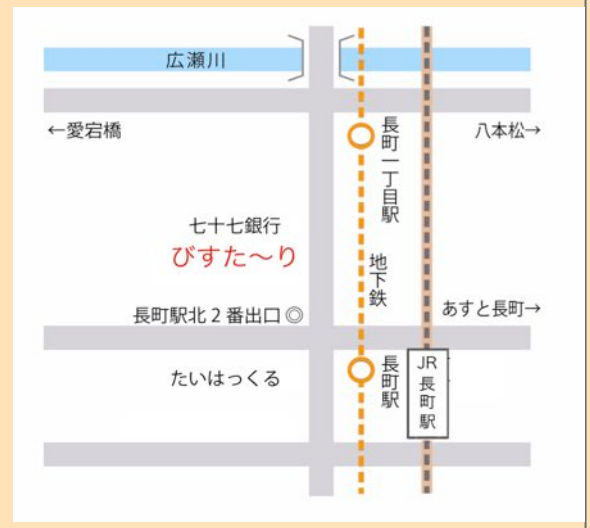 広瀬川
←愛宕橋
八本松→
長町一丁目駅
七十七銀行
びすた～り
地下鉄
長町駅北2番出口◎
あすと長町→
たいはっくる
長町駅
JR
長町駅